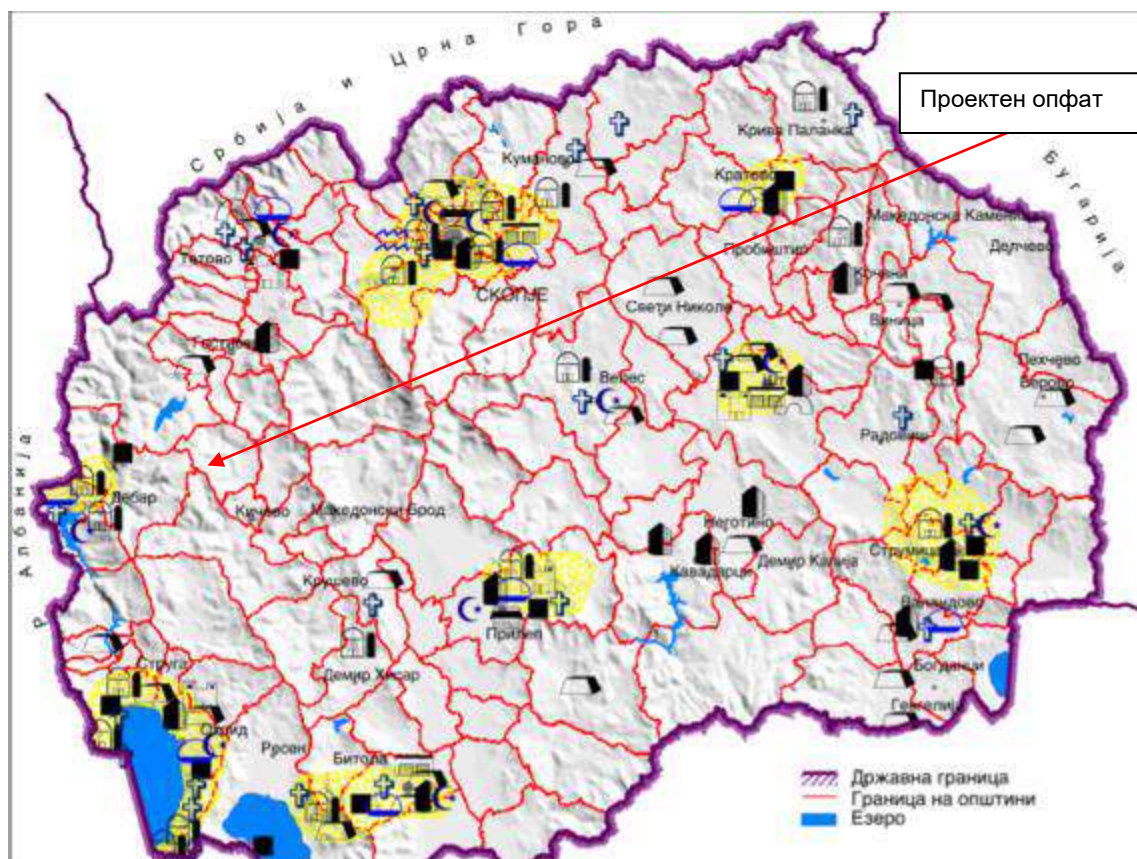 Србија и Црна Гора
Проектен опфат
Бугарија
Крива Паланка
Куманово
Кратово
Македонска Каменица
Делчево
Тетово
Пробиштип
Кочани
СКОПЈЕ
Свети Николе
Виница
Гостивар
Пехчево
Берово
Велес
Радовиш
Р Албанија
Дебар
Кичево
Македонски Брод
Неготино
Струмица
Кавадарци
Демир Капија
Крушево
Прилеп
Валандово
Струга
Демир Хисар
Богданци
Гевгелија
Охрид
Ресен
Битола
Државна граница
Граница на општини
Езеро